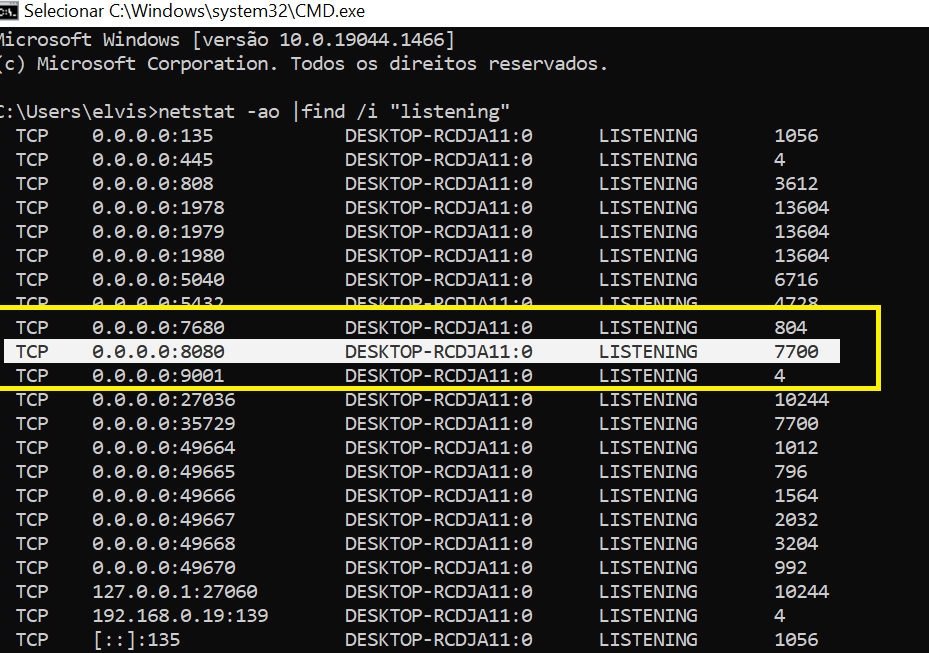 Selecionar C:\Windows\system32\CMD.exe
Microsoft Windows [versão 10.0.19044.1466]
(c) Microsoft Corporation. Todos os direitos reservados.
C:\Users\elvis>netstat -ao |find /i "listening"
TCP 0.0.0.0:135 DESKTOP-RCDJA11:0 LISTENING 1056
TCP 0.0.0.0:445 DESKTOP-RCDJA11:0 LISTENING 4
TCP 0.0.0.0:808 DESKTOP-RCDJA11:0 LISTENING 3612
TCP 0.0.0.0:1978 DESKTOP-RCDJA11:0 LISTENING 13604
TCP 0.0.0.0:1979 DESKTOP-RCDJA11:0 LISTENING 13604
TCP 0.0.0.0:1980 DESKTOP-RCDJA11:0 LISTENING 13604
TCP 0.0.0.0:5040 DESKTOP-RCDJA11:0 LISTENING 6716
TCP 0.0.0.0:5432 DESKTOP-RCDJA11:0 LISTENING 4728
TCP 0.0.0.0:7680 DESKTOP-RCDJA11:0 LISTENING 804
TCP 0.0.0.0:8080 DESKTOP-RCDJA11:0 LISTENING 7700
TCP 0.0.0.0:9001 DESKTOP-RCDJA11:0 LISTENING 4
TCP 0.0.0.0:27036 DESKTOP-RCDJA11:0 LISTENING 10244
TCP 0.0.0.0:35729 DESKTOP-RCDJA11:0 LISTENING 7700
TCP 0.0.0.0:49664 DESKTOP-RCDJA11:0 LISTENING 1012
TCP 0.0.0.0:49665 DESKTOP-RCDJA11:0 LISTENING 796
TCP 0.0.0.0:49666 DESKTOP-RCDJA11:0 LISTENING 1564
TCP 0.0.0.0:49667 DESKTOP-RCDJA11:0 LISTENING 2032
TCP 0.0.0.0:49668 DESKTOP-RCDJA11:0 LISTENING 3204
TCP 0.0.0.0:49670 DESKTOP-RCDJA11:0 LISTENING 992
TCP 127.0.0.1:27060 DESKTOP-RCDJA11:0 LISTENING 10244
TCP 192.168.0.19:139 DESKTOP-RCDJA11:0 LISTENING 4
TCP [::]:135 DESKTOP-RCDJA11:0 LISTENING 1056